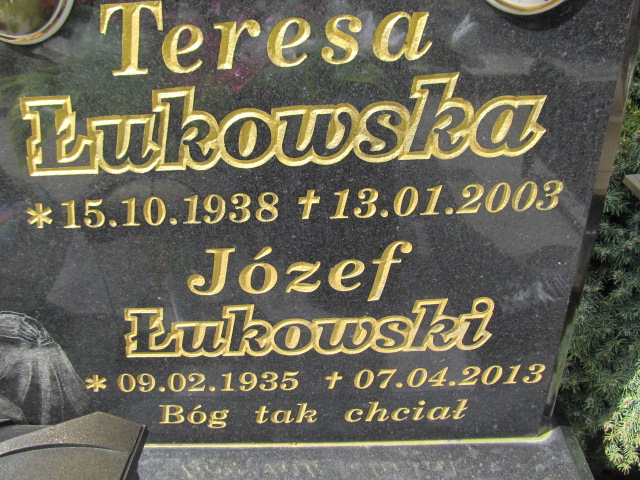 Teresa
Łukowska
* 15.10.1938 † 13.01.2003
Józef
Łukowski
* 09.02.1935 † 07.04.2013
Bóg tak chciał